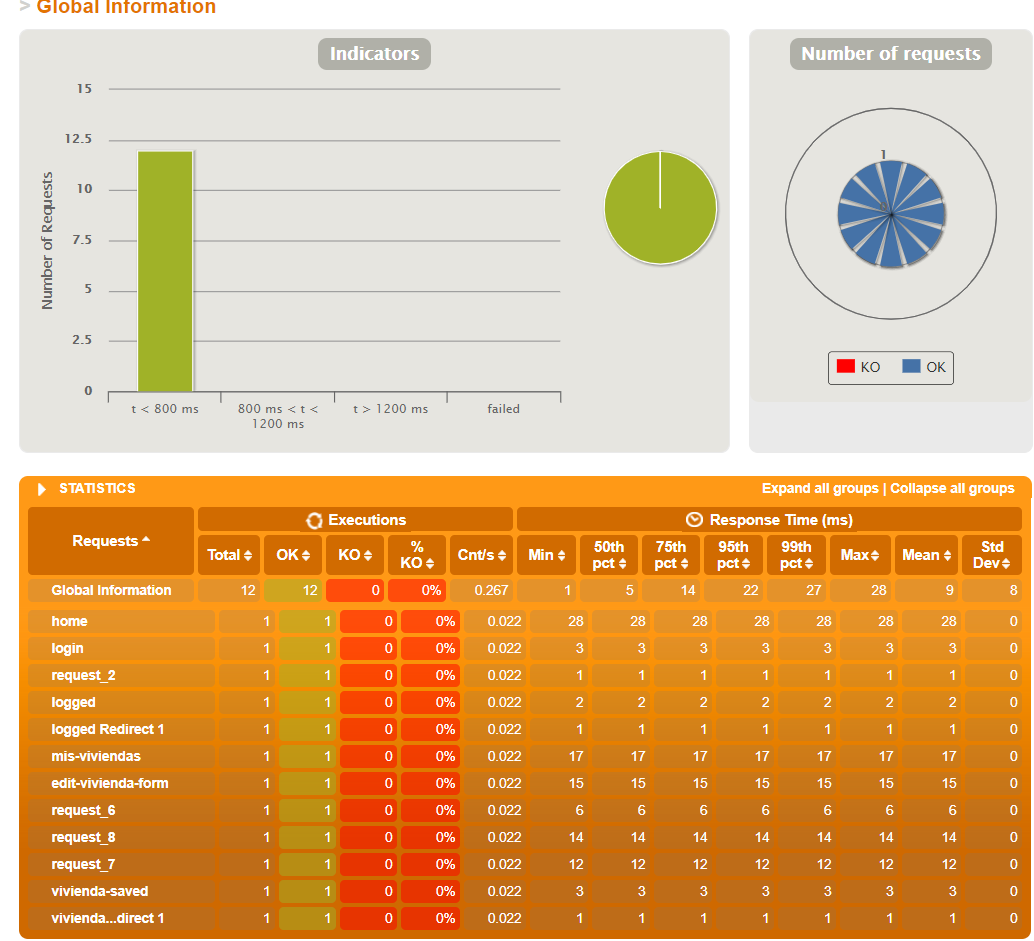 > Global Information
Indicators
Number of Requests
15
12.5
10
7.5
5
2.5
0
t < 800 ms
800 ms < t <
1200 ms
t > 1200 ms
failed
Number of requests
1
KO OK
STATISTICS Expand all groups | Collapse all groups
Requests Executions Response Time (ms)
Total OK KO % KO Cnt/s Min 50th pct 75th pct 95th pct 99th pct Max Mean Std Dev
Global Information 12 12 0 0% 0.267 1 5 14 22 27 28 9 8
home 1 1 0 0% 0.022 28 28 28 28 28 28 28 0
login 1 1 0 0% 0.022 3 3 3 3 3 3 3 0
request_2 1 1 0 0% 0.022 1 1 1 1 1 1 1 0
logged 1 1 0 0% 0.022 2 2 2 2 2 2 2 0
logged Redirect 1 1 1 0 0% 0.022 1 1 1 1 1 1 1 0
mis-viviendas 1 1 0 0% 0.022 17 17 17 17 17 17 17 0
edit-vivienda-form 1 1 0 0% 0.022 15 15 15 15 15 15 15 0
request_6 1 1 0 0% 0.022 6 6 6 6 6 6 6 0
request_8 1 1 0 0% 0.022 14 14 14 14 14 14 14 0
request_7 1 1 0 0% 0.022 12 12 12 12 12 12 12 0
vivienda-saved 1 1 0 0% 0.022 3 3 3 3 3 3 3 0
vivienda...direct 1 1 1 0 0% 0.022 1 1 1 1 1 1 1 0